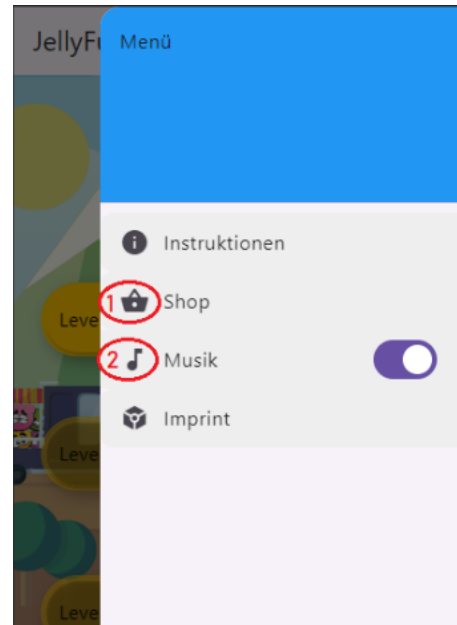 JellyFu
Menü
Instruktionen
1 Shop
Leve
2 Musik
Imprint
Leve
Leve